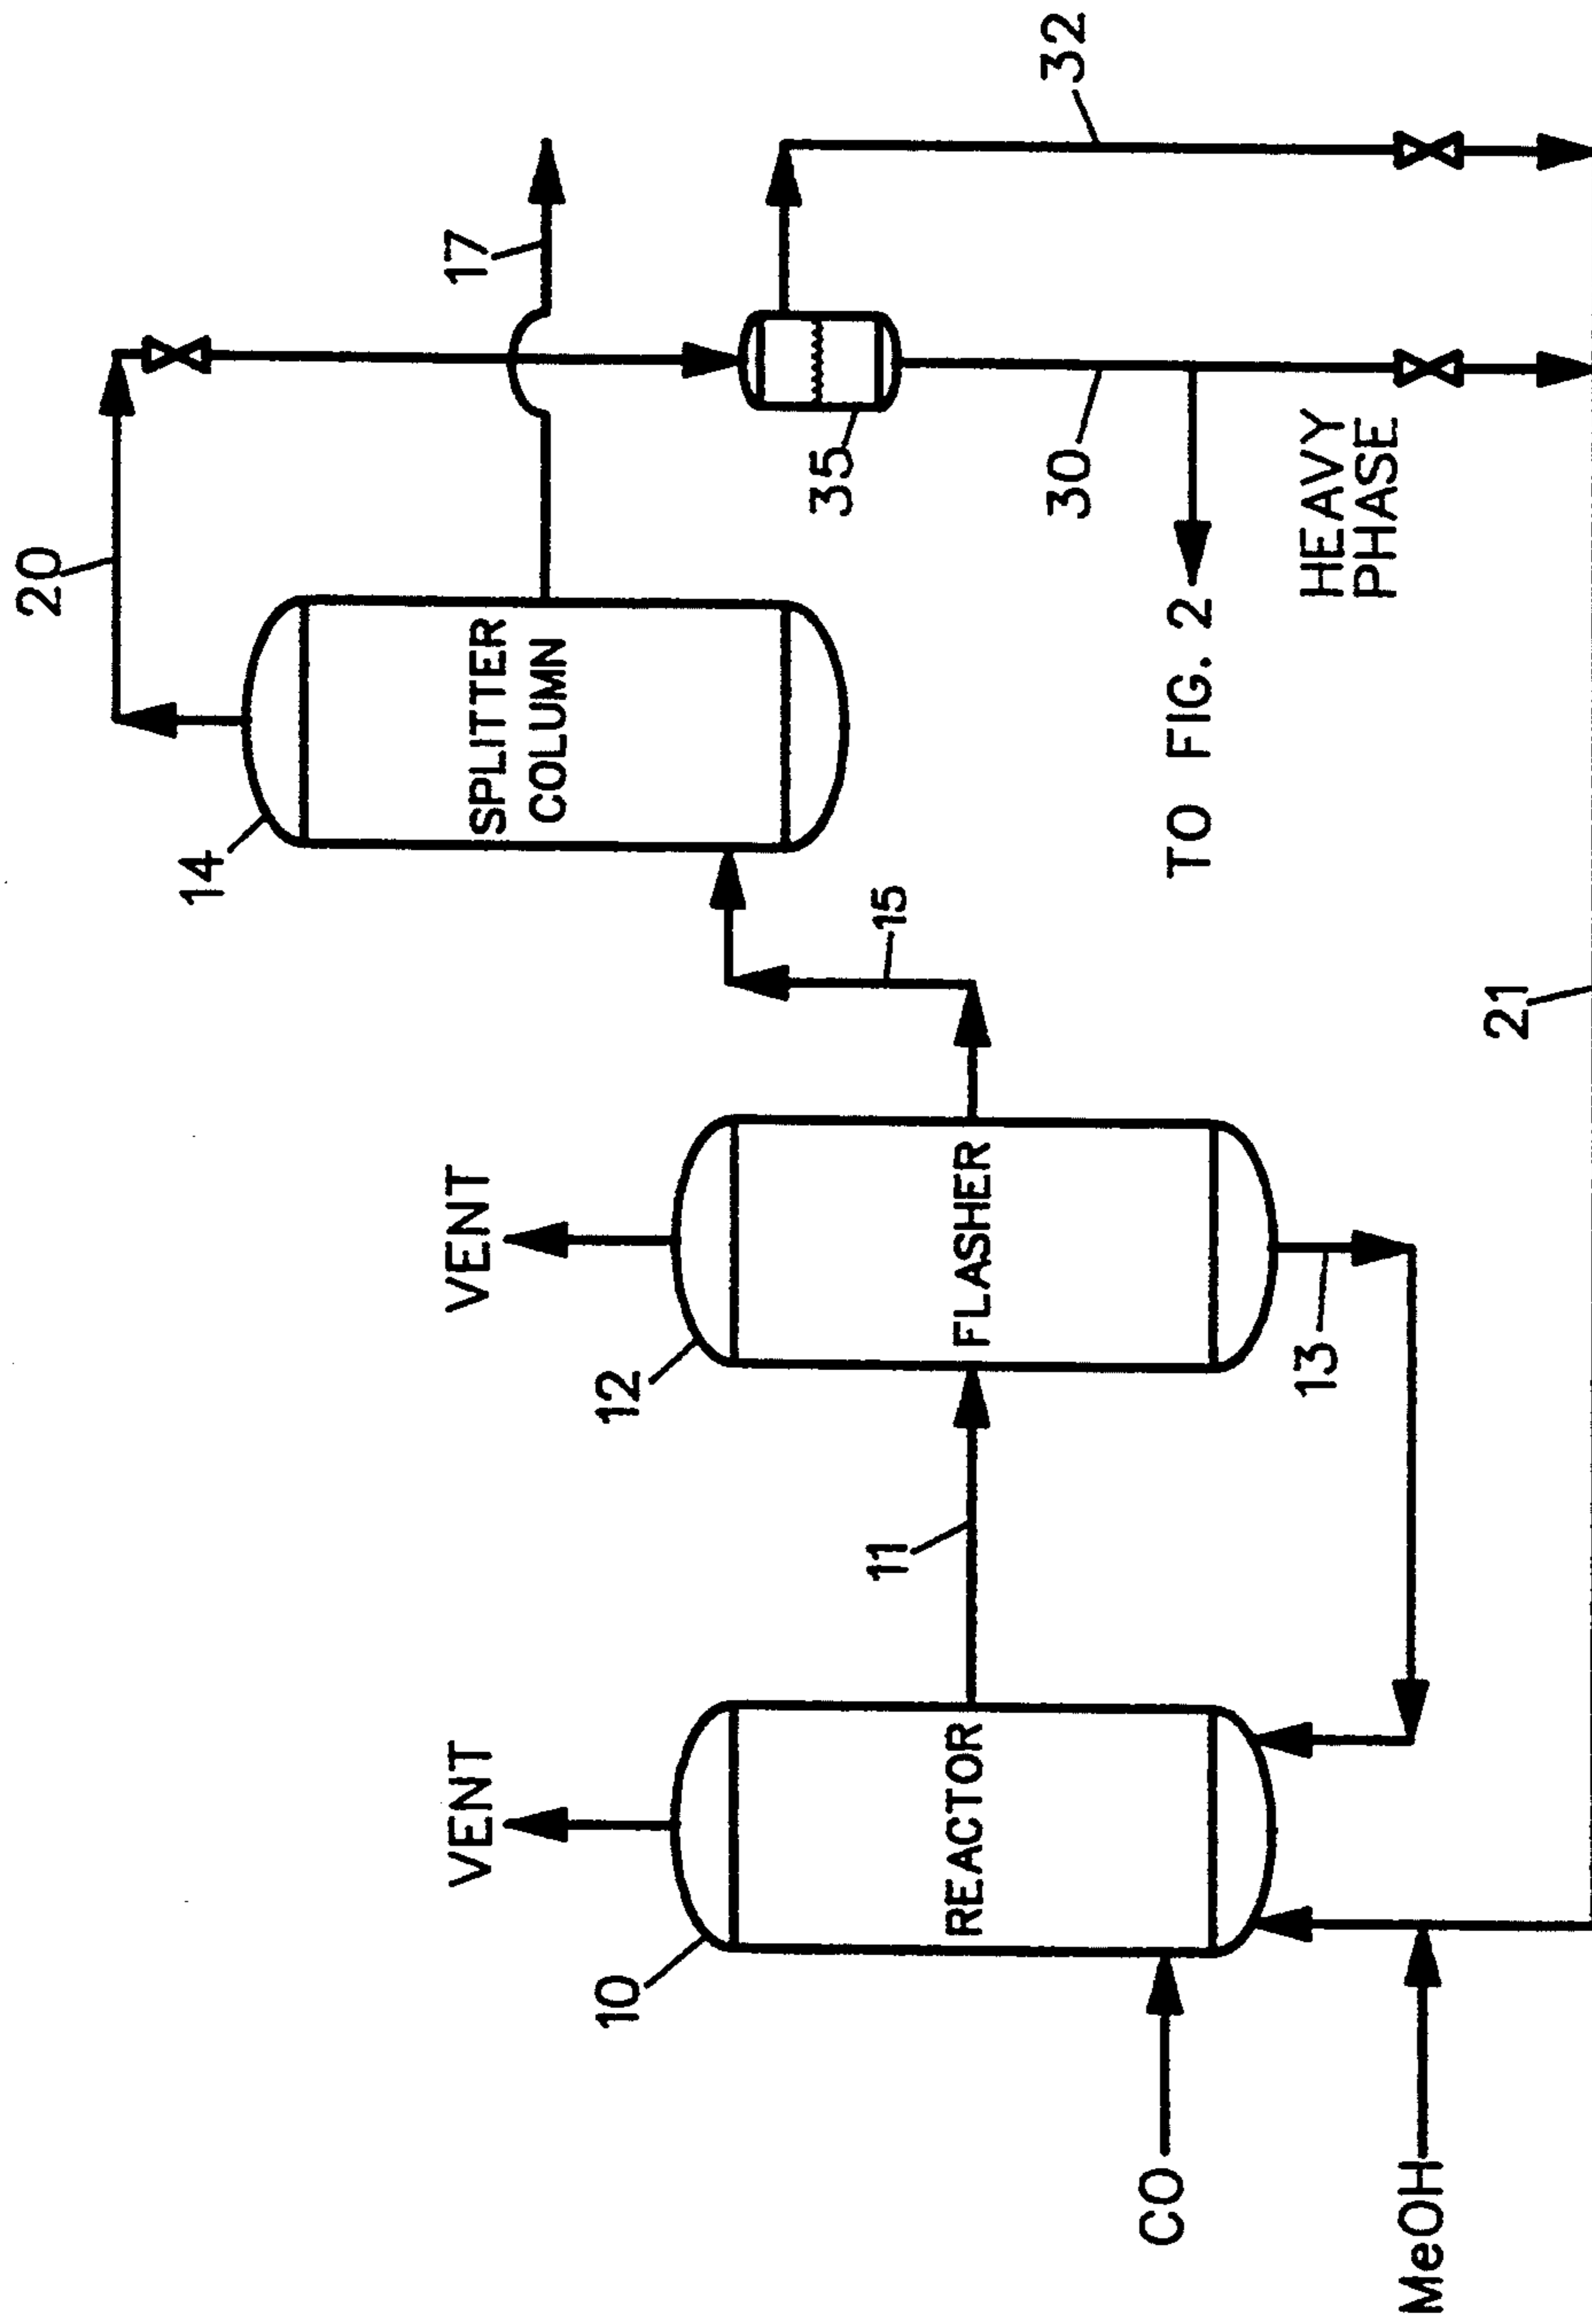 20
14
SPLITTER
COLUMN
17
32
35
30
HEAVY
PHASE
TO FIG. 2
15
21
VENT
12
FLASHER
13
11
VENT
10
REACTOR
CO
MeOH